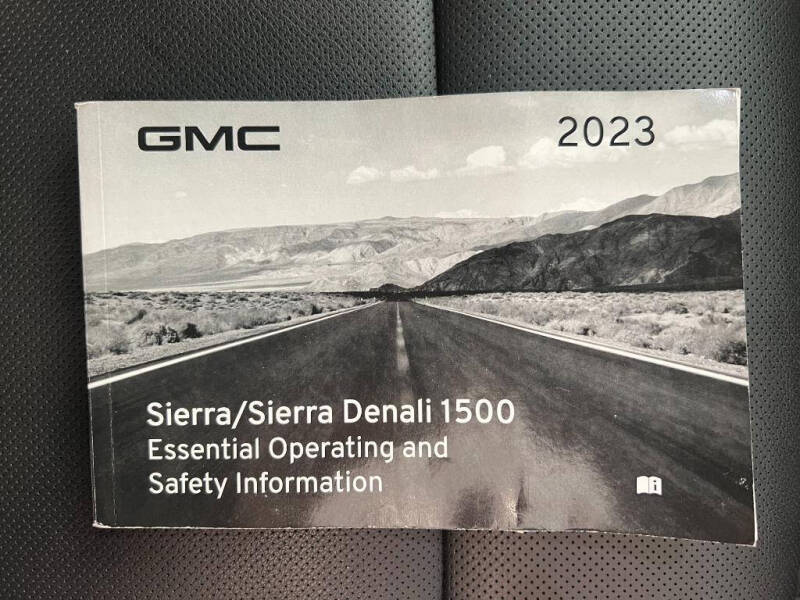 GMC
2023
Sierra/Sierra Denali 1500
Essential Operating and
Safety Information